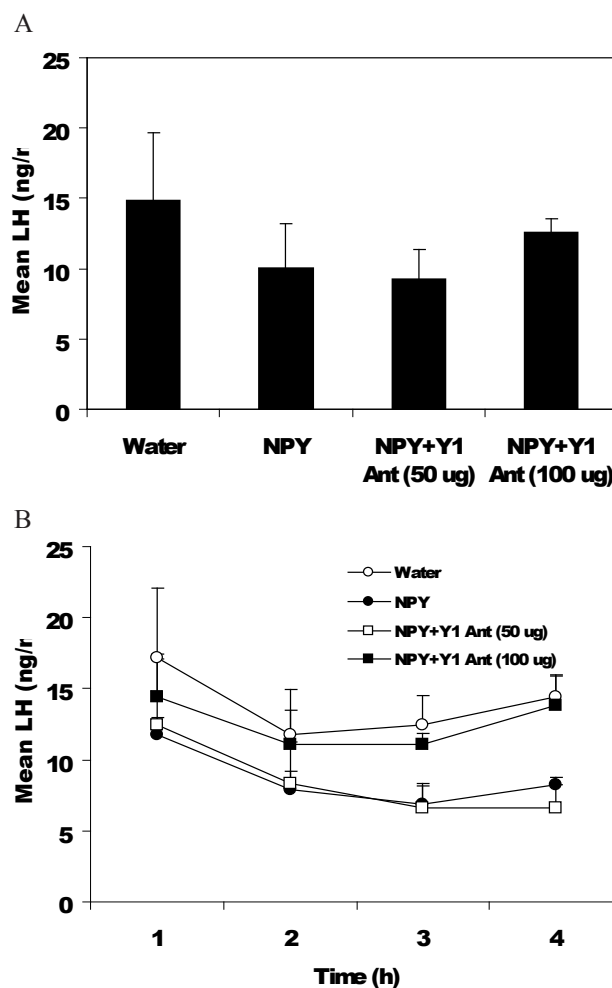 A
25
20
15
10
5
0
Mean LH (ng/r
Water
NPY
NPY+Y1
Ant (50 ug)
NPY+Y1
Ant (100 ug)
B
25
20
15
10
5
0
Mean LH (ng/r
Water
NPY
NPY+Y1 Ant (50 ug)
NPY+Y1 Ant (100 ug)
1
2
3
4
Time (h)